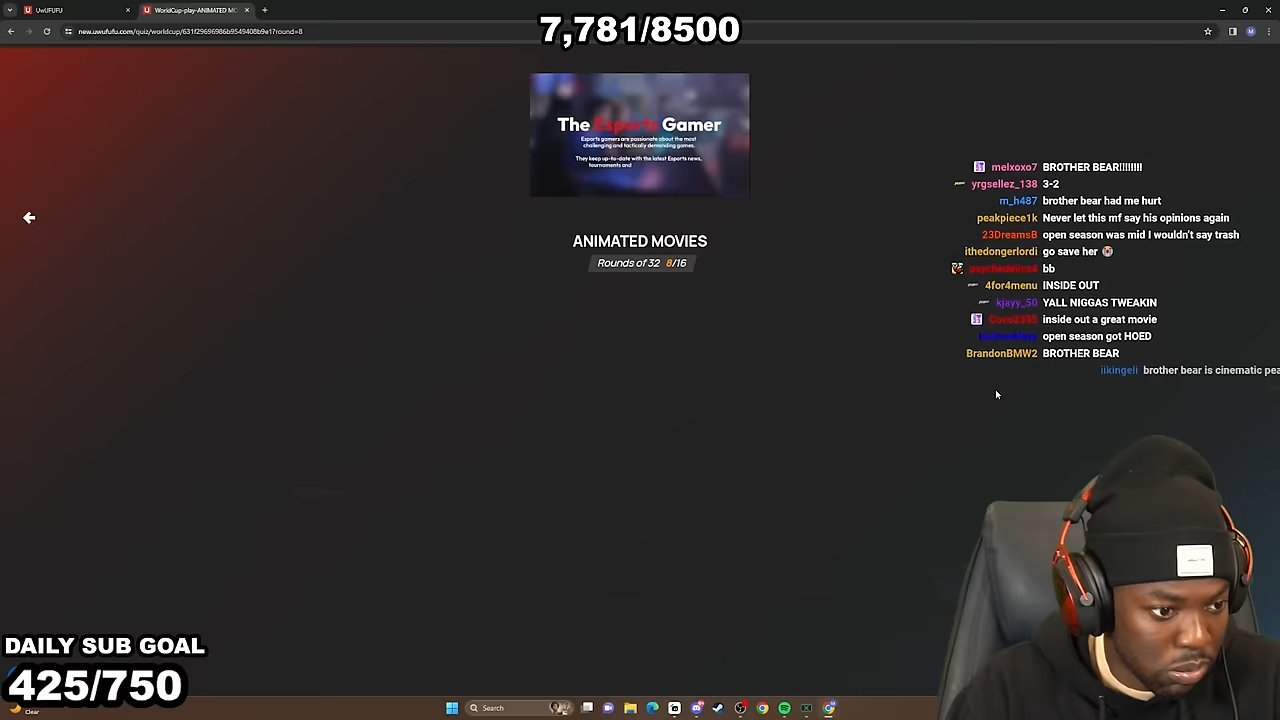 UwUFUFU
WorldCup-play-ANIMATED MO
new.uwufufu.com/quiz/worldcup/631f29696986b9549408b9e1?round=8
7,781/8500
The Esports Gamer
Esports gamers are passionate about the most
challenging and tactically demanding games.
They keep up-to-date with the latest Esports news,
tournaments and
ANIMATED MOVIES
Rounds of 32 8/16
melxoxo7 BROTHER BEAR!!!!!!!!
yrgsellez_138 3-2
m_h487 brother bear had me hurt
peakpiece1k Never let this mf say his opinions again
23DreamsB open season was mid I wouldn't say trash
ithedongerlordi go save her 😭
psychedelics4 bb
4for4menu INSIDE OUT
kjayy_50 YALL NIGGAS TWEAKIN
Coco2355 inside out a great movie
open season got HOED
BrandonBMW2 BROTHER BEAR
iikingeli brother bear is cinematic pea
DAILY SUB GOAL
425/750
Clear
Search